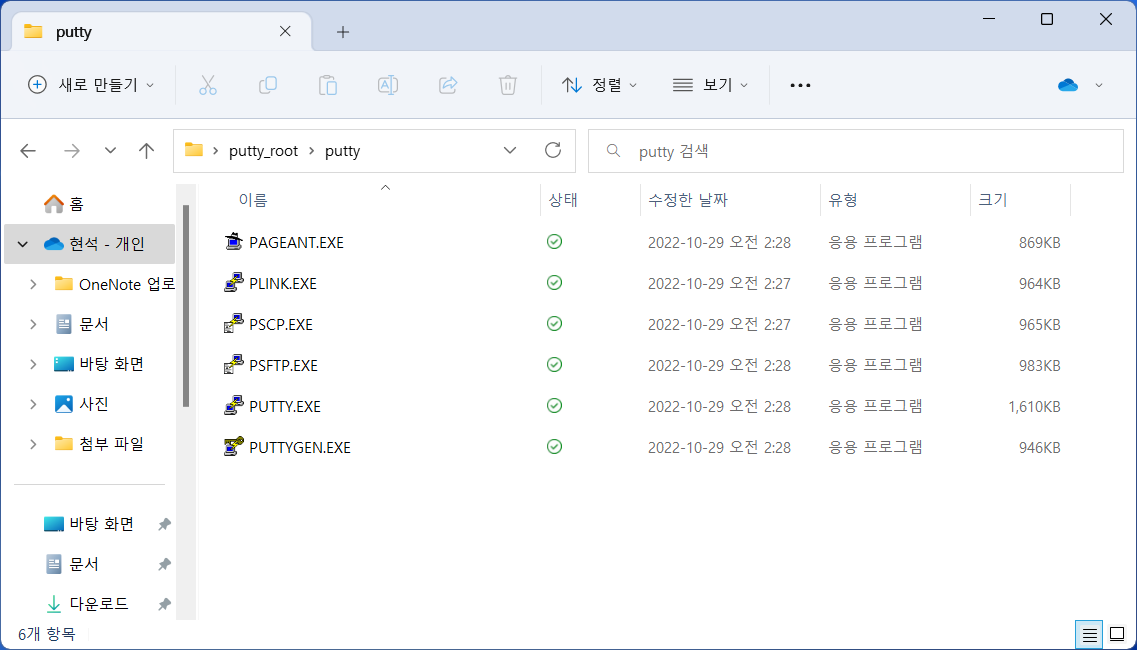 putty
새로 만들기
정렬
보기
putty_root > putty
putty 검색
이름 상태 수정한 날짜 유형 크기
PAGEANT.EXE 2022-10-29 오전 2:28 응용 프로그램 869KB
PLINK.EXE 2022-10-29 오전 2:27 응용 프로그램 964KB
PSCP.EXE 2022-10-29 오전 2:27 응용 프로그램 965KB
PSFTP.EXE 2022-10-29 오전 2:28 응용 프로그램 983KB
PUTTY.EXE 2022-10-29 오전 2:28 응용 프로그램 1,610KB
PUTTYGEN.EXE 2022-10-29 오전 2:28 응용 프로그램 946KB
홈
현석 - 개인
OneNote 업로
문서
바탕 화면
사진
첨부 파일
바탕 화면
문서
다운로드
6개 항목